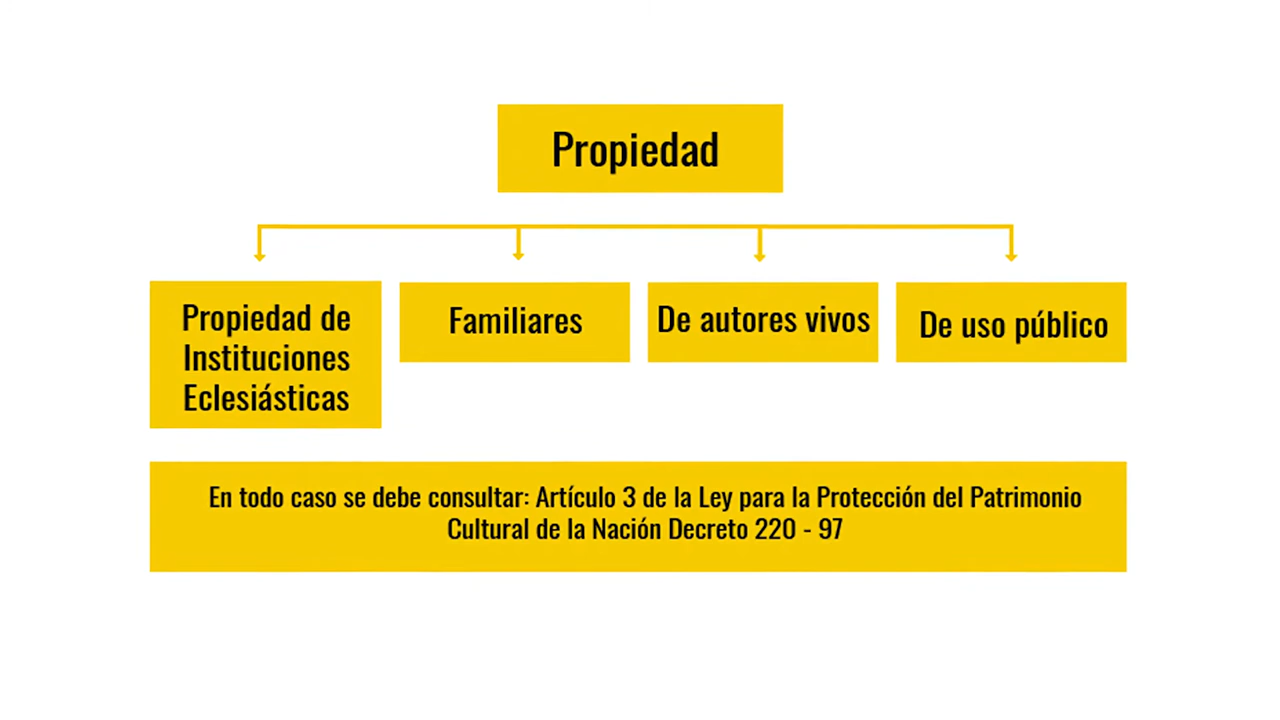 Propiedad
Propiedad de
Instituciones
Eclesiásticas
Familiares
De autores vivos
De uso público
En todo caso se debe consultar: Artículo 3 de la Ley para la Protección del Patrimonio
Cultural de la Nación Decreto 220 - 97